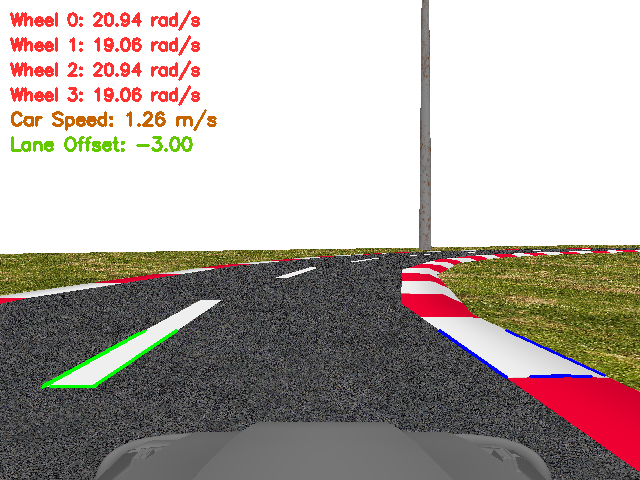 Wheel 0: 20.94 rad/s
Wheel 1: 19.06 rad/s
Wheel 2: 20.94 rad/s
Wheel 3: 19.06 rad/s
Car Speed: 1.26 m/s
Lane Offset: -3.00